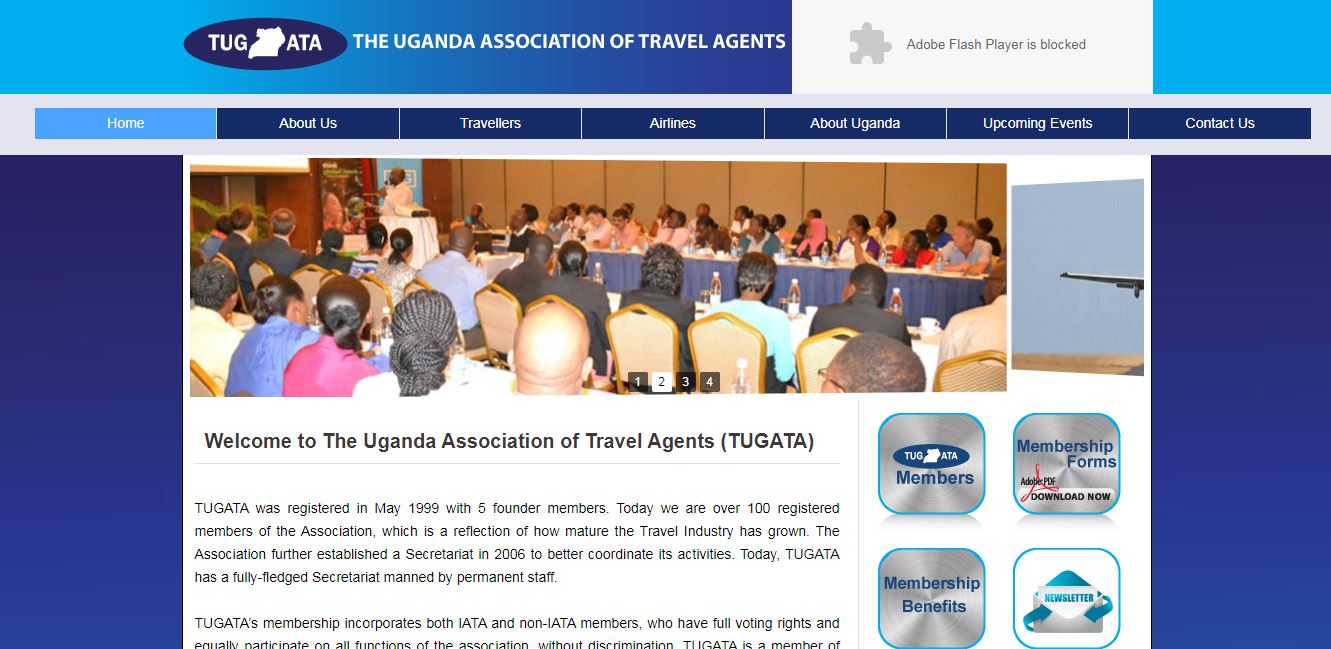 TUG ATA
THE UGANDA ASSOCIATION OF TRAVEL AGENTS
Adobe Flash Player is blocked
Home
About Us
Travellers
Airlines
About Uganda
Upcoming Events
Contact Us
1 2 3 4
Welcome to The Uganda Association of Travel Agents (TUGATA)
TUGATA was registered in May 1999 with 5 founder members. Today we are over 100 registered
members of the Association, which is a reflection of how mature the Travel Industry has grown. The
Association further established a Secretariat in 2006 to better coordinate its activities. Today, TUGATA
has a fully-fledged Secretariat manned by permanent staff.
TUGATA's membership incorporates both IATA and non-IATA members, who have full voting rights and
equally participate on all functions of the association, without discrimination. TUGATA is a member of
TUG ATA
Members
Membership
Forms
Adobe PDF
DOWNLOAD NOW
Membership
Benefits
NEWSLETTER